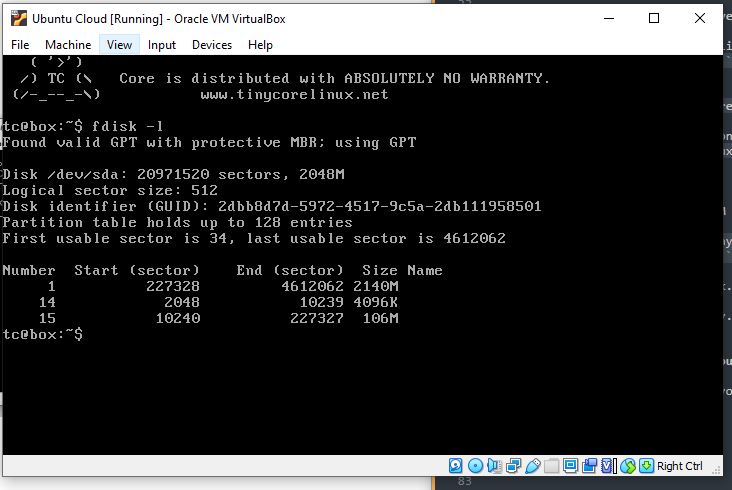 Ubuntu Cloud [Running] - Oracle VM VirtualBox
File Machine View Input Devices Help
( '>')
/) TC (\ Core is distributed with ABSOLUTELY NO WARRANTY.
(/-_--_-\) www.tinycorelinux.net
tc@box:~$ fdisk -l
Found valid GPT with protective MBR; using GPT
Disk /dev/sda: 20971520 sectors, 2048M
Logical sector size: 512
Disk identifier (GUID): 2dbb8d7d-5972-4517-9c5a-2db111958501
Partition table holds up to 128 entries
First usable sector is 34, last usable sector is 4612062
Number Start (sector) End (sector) Size Name
1 227328 4612062 2140M
14 2048 10239 4096K
15 10240 227327 106M
tc@box:~$
Right Ctrl
83